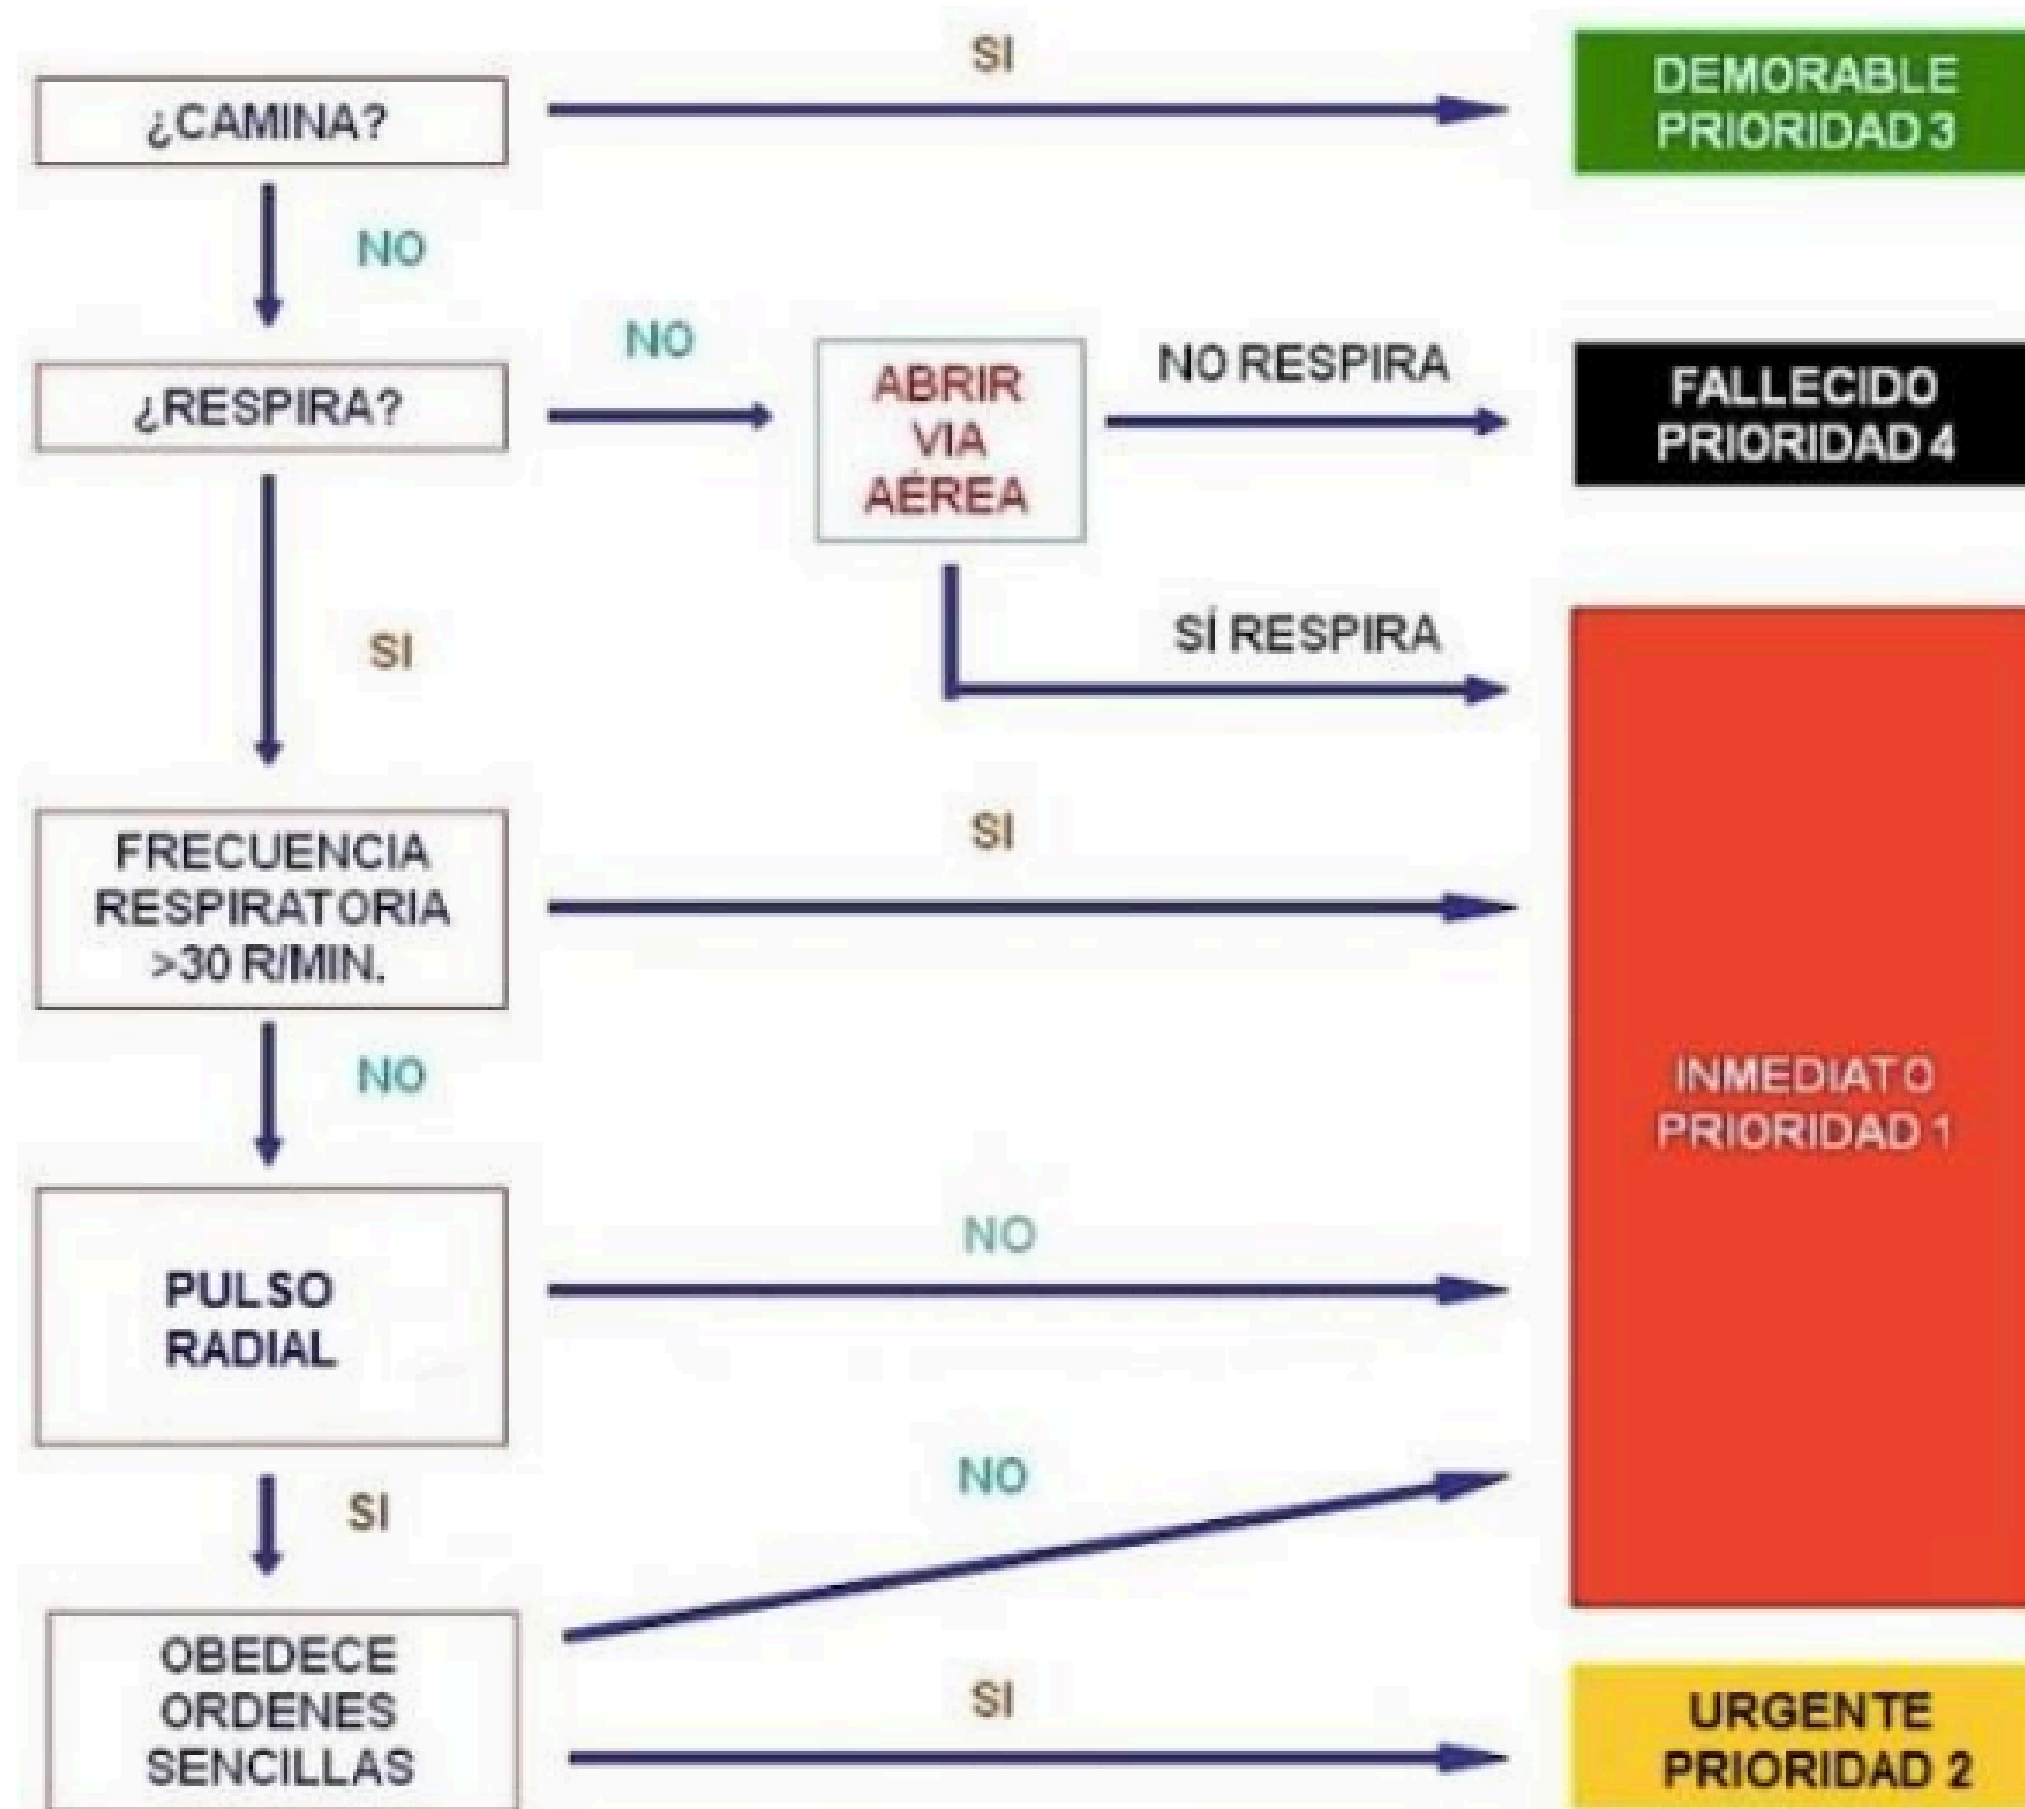 SI
¿CAMINA?
DEMORABLE
PRIORIDAD 3
NO
¿RESPIRA?
NO
ABRIR
VIA
AÉREA
NO RESPIRA
FALLECIDO
PRIORIDAD 4
SI
SÍ RESPIRA
FRECUENCIA
RESPIRATORIA
>30 R/MIN.
SI
NO
INMEDIATO
PRIORIDAD 1
PULSO
RADIAL
NO
SI
NO
OBEDECE
ORDENES
SENCILLAS
SI
URGENTE
PRIORIDAD 2